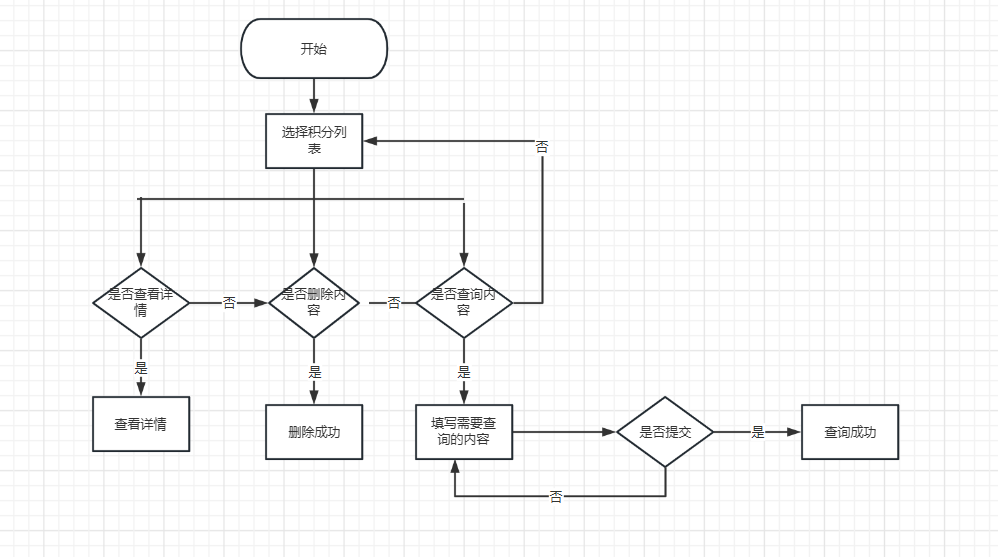 开始
选择积分列
表
否
是否查看详
情
否
是否删除内
容
否
是否查询内
容
是
是
是
查看详情
删除成功
填写需要查
询的内容
是否提交
是
查询成功
否